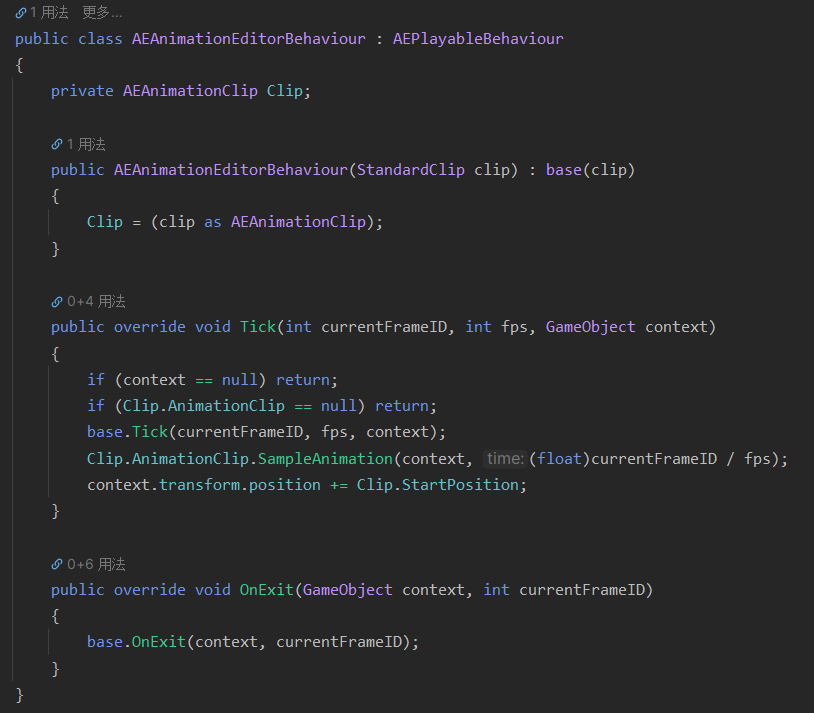 1 用法 更多...
public class AEAnimationEditorBehaviour : AEPlayableBehaviour
{
private AEAnimationClip Clip;
1 用法
public AEAnimationEditorBehaviour(StandardClip clip) : base(clip)
{
Clip = (clip as AEAnimationClip);
}
0+4 用法
public override void Tick(int currentFrameID, int fps, GameObject context)
{
if (context == null) return;
if (Clip.AnimationClip == null) return;
base.Tick(currentFrameID, fps, context);
Clip.AnimationClip.SampleAnimation(context, time: (float)currentFrameID / fps);
context.transform.position += Clip.StartPosition;
}
0+6 用法
public override void OnExit(GameObject context, int currentFrameID)
{
base.OnExit(context, currentFrameID);
}
}